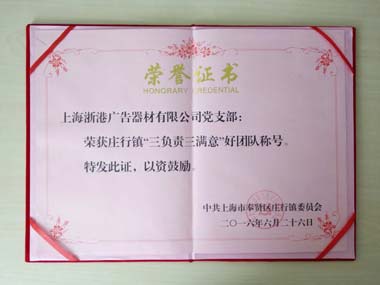 荣誉证书
HONORARY CREDENTIAL
上海浙港广告器材有限公司党支部：
荣获庄行镇“三负责三满意”好团队称号。
特发此证，以资鼓励。
中共上海市奉贤区庄行镇委员会
二〇一六年六月二十六日